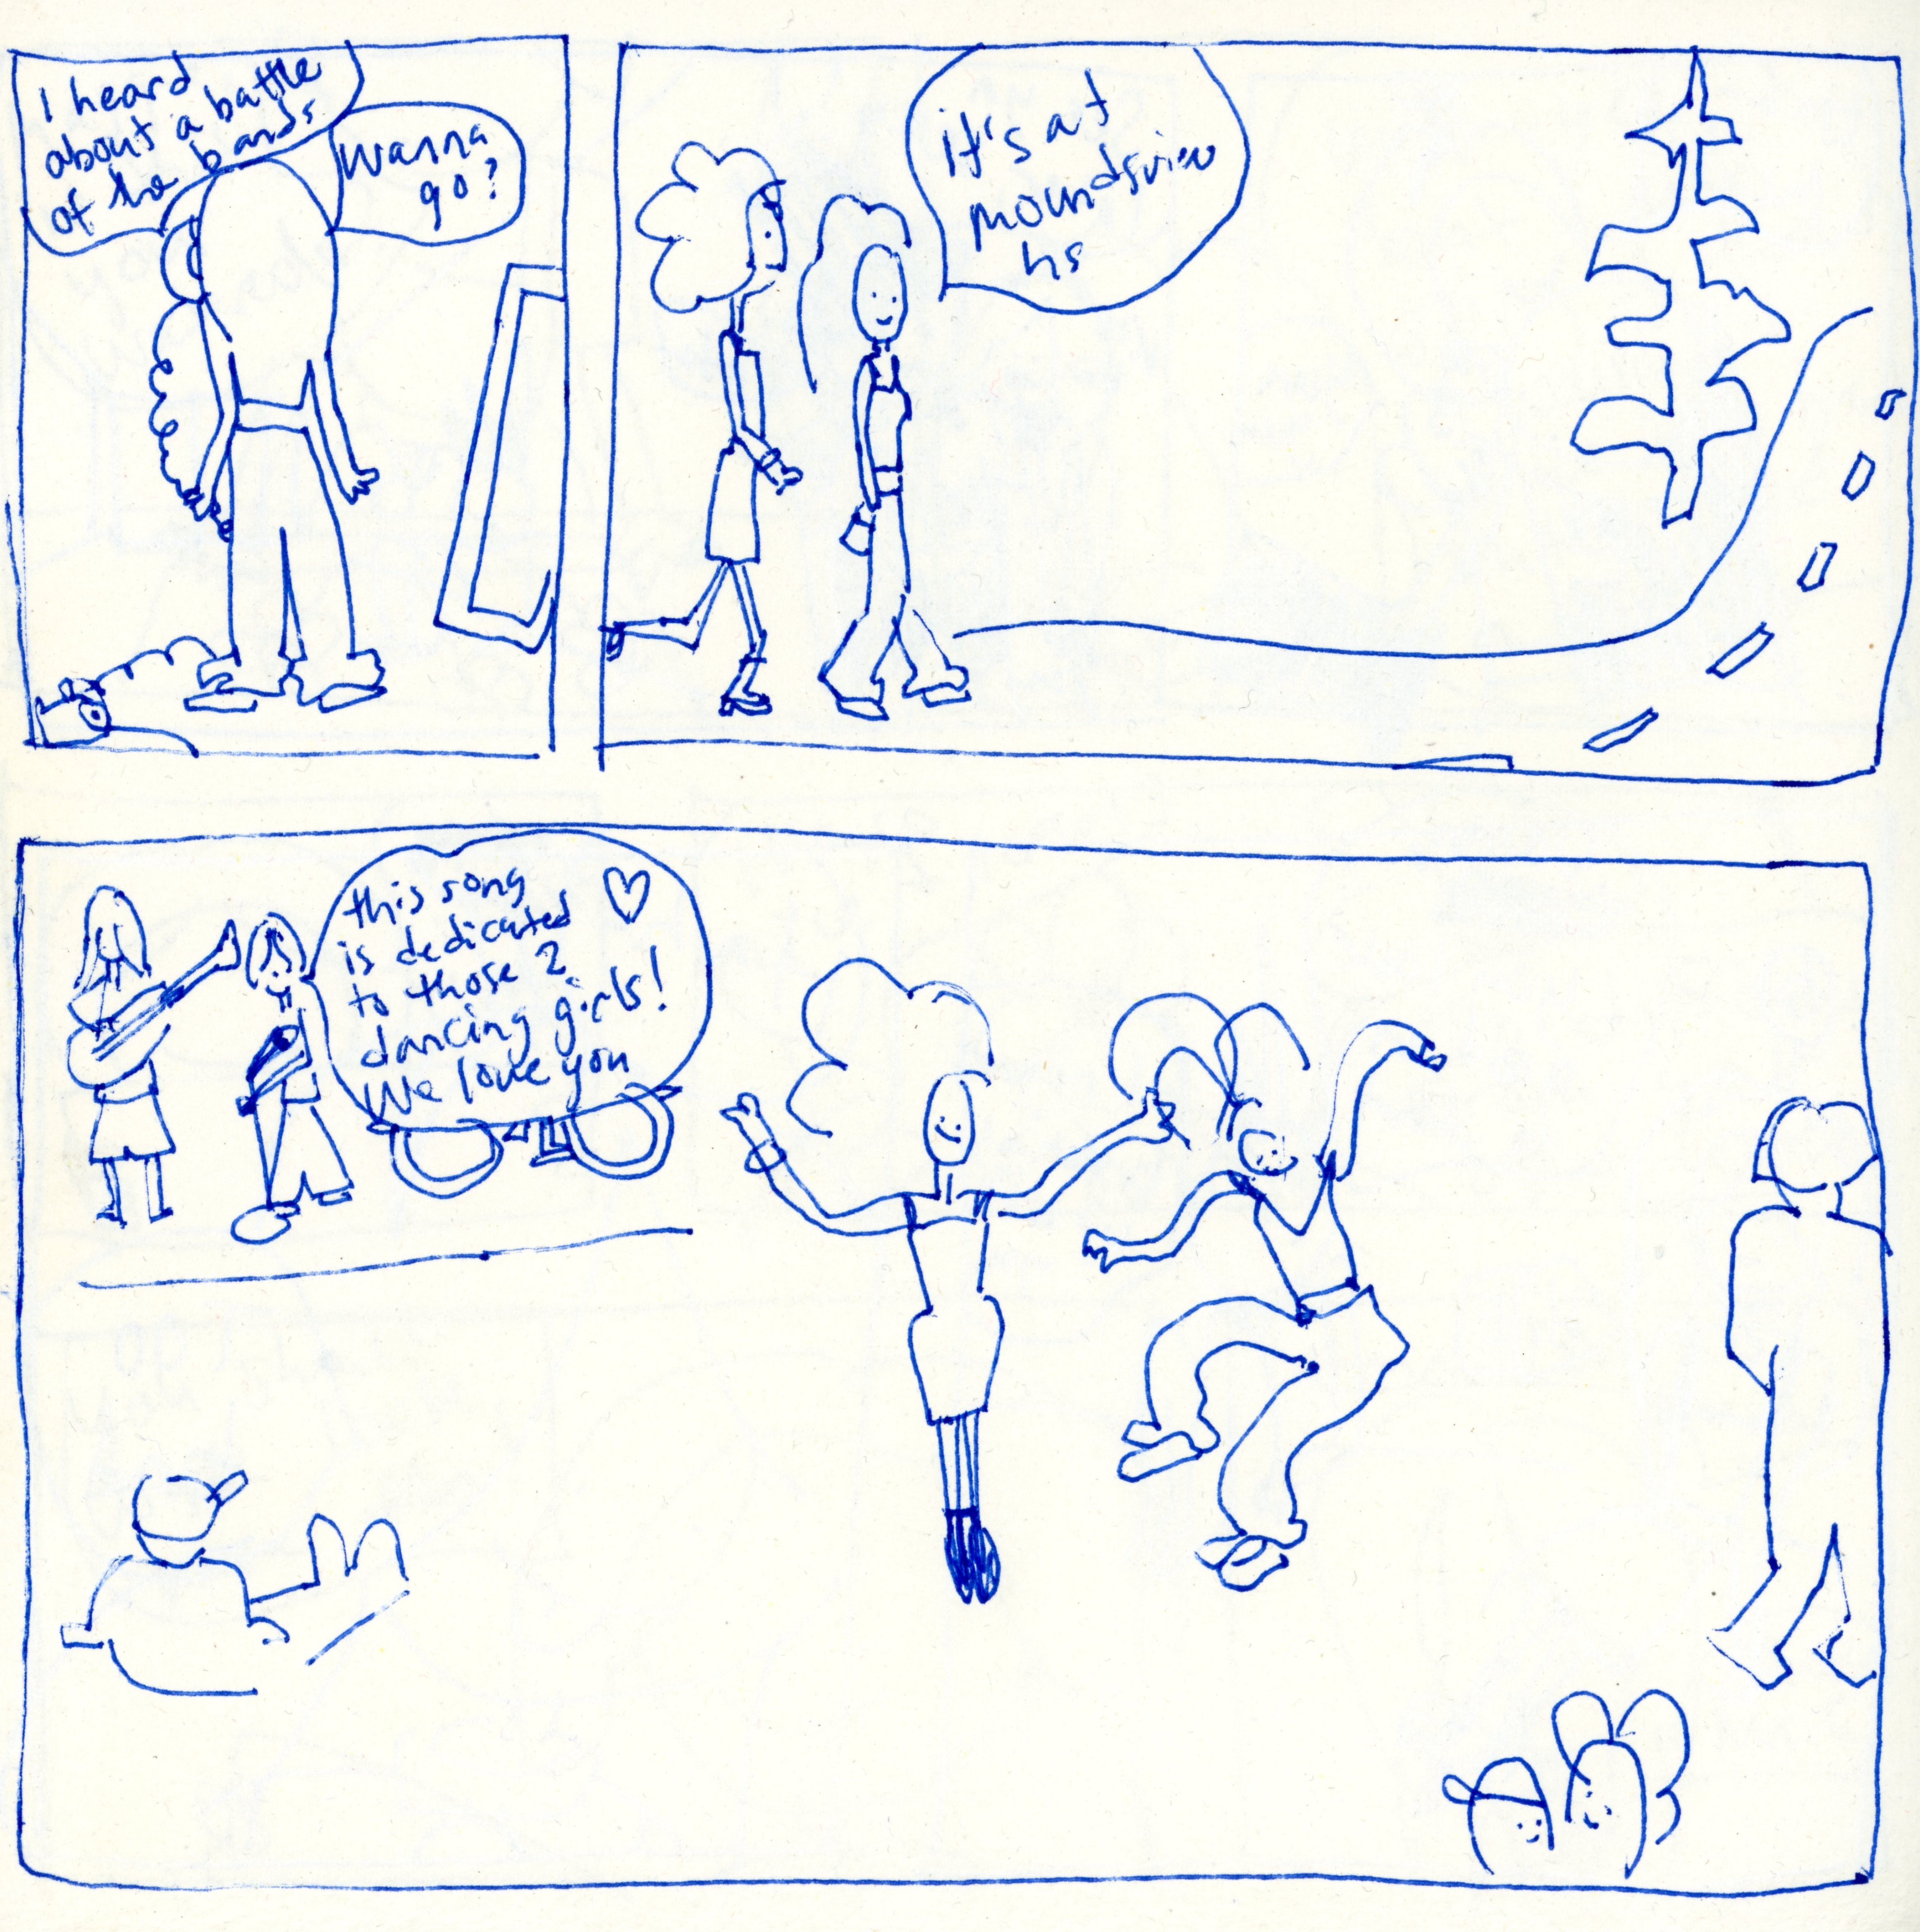 I heard
about a battle
of the bands
Wanna
go?
it's at
moundsview
hs
this song
is dedicated
to those 2
dancing girls!
We love you